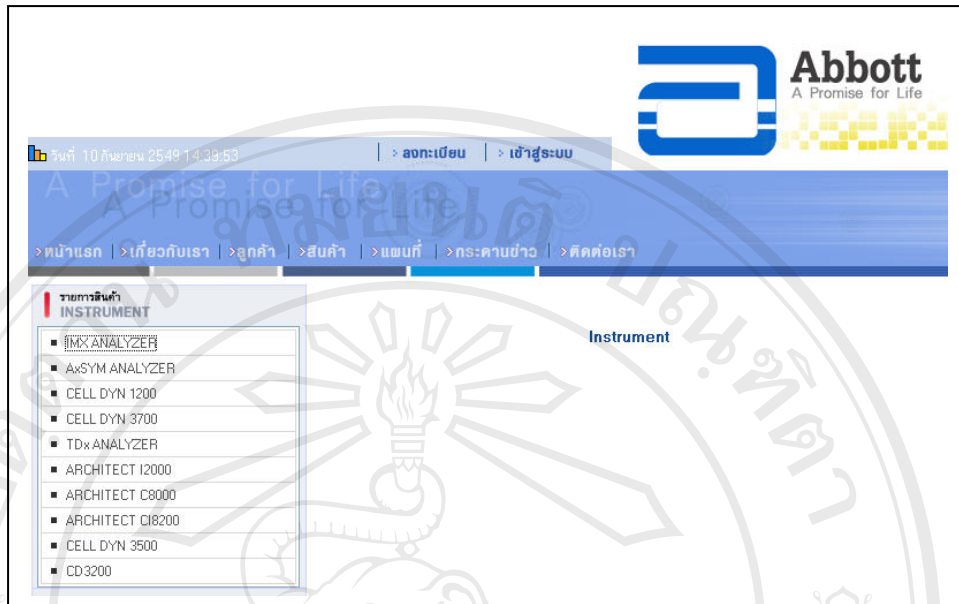 Abbott
A Promise for Life
วันที่ 10 กันยายน 2549 14:39:53
> ลงทะเบียน
> เข้าสู่ระบบ
A Promise for Life
A Promise for Life
>หน้าแรก | >เกี่ยวกับเรา | >ลูกค้า | >สินค้า | >แผนที่ | >กระดานข่าว | >ติดต่อเรา
รายการสินค้า
INSTRUMENT
Instrument
IMX ANALYZER
AxSYM ANALYZER
CELL DYN 1200
CELL DYN 3700
TDx ANALYZER
ARCHITECT I2000
ARCHITECT C8000
ARCHITECT CI8200
CELL DYN 3500
CD3200